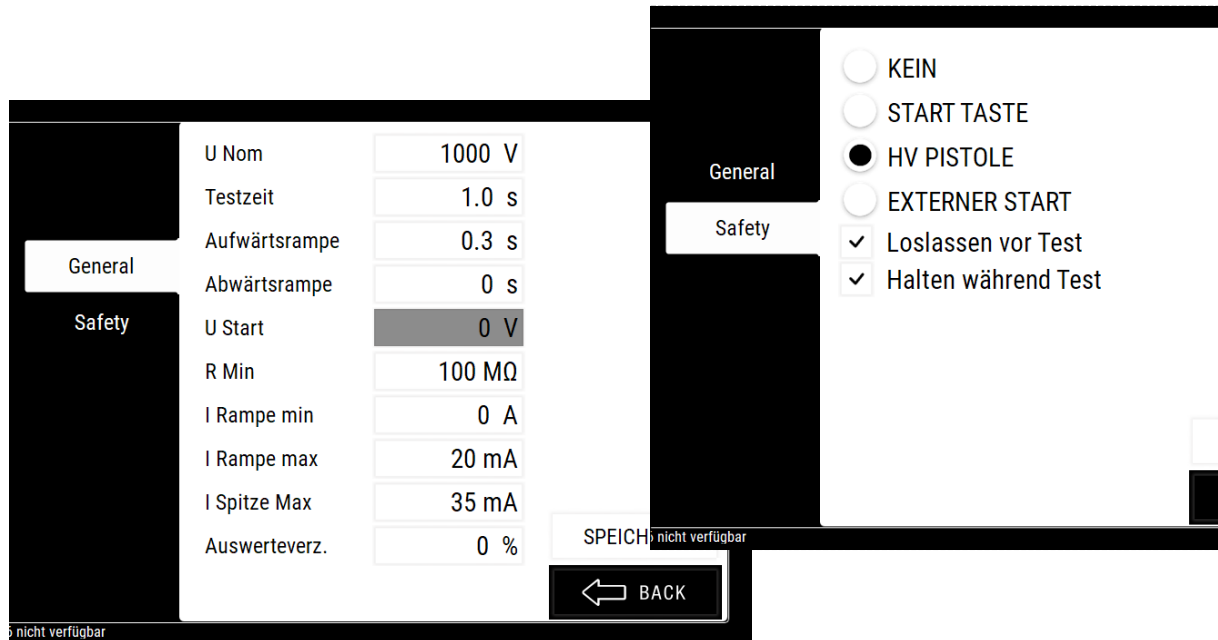 General
Safety
U Nom 1000 V
Testzeit 1.0 s
Aufwärtsrampe 0.3 s
Abwärtsrampe 0 s
U Start 0 V
R Min 100 MΩ
I Rampe min 0 A
I Rampe max 20 mA
I Spitze Max 35 mA
Auswerteverz. 0 %
SPEICH
BACK
nicht verfügbar
General
Safety
KEIN
START TASTE
HV PISTOLE
EXTERNER START
Loslassen vor Test
Halten während Test
nicht verfügbar